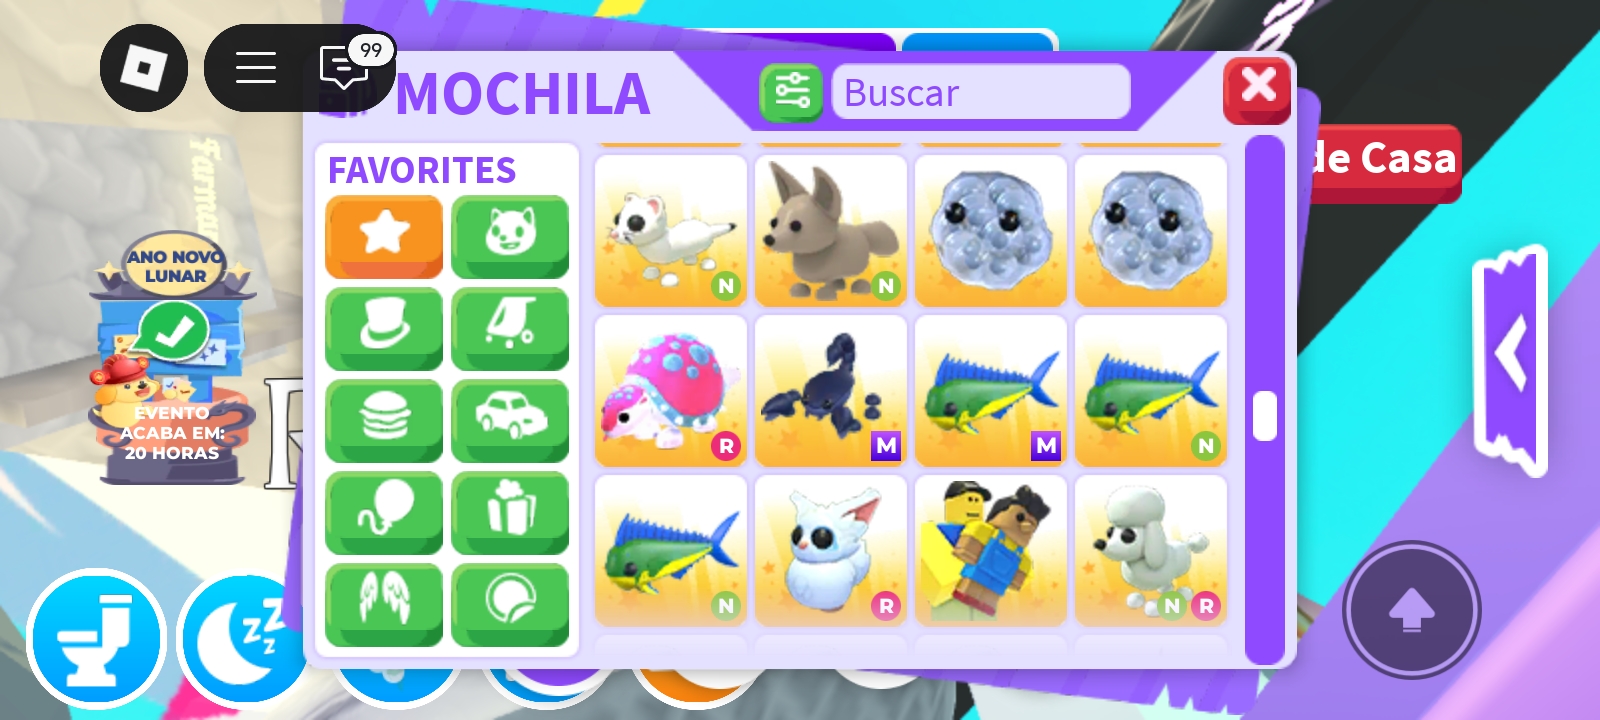 99
MOCHILA
Buscar
FAVORITES
de Casa
ANO NOVO
LUNAR
EVENTO
ACABA EM:
20 HORAS
N
N
R
M
M
N
N
R
N R